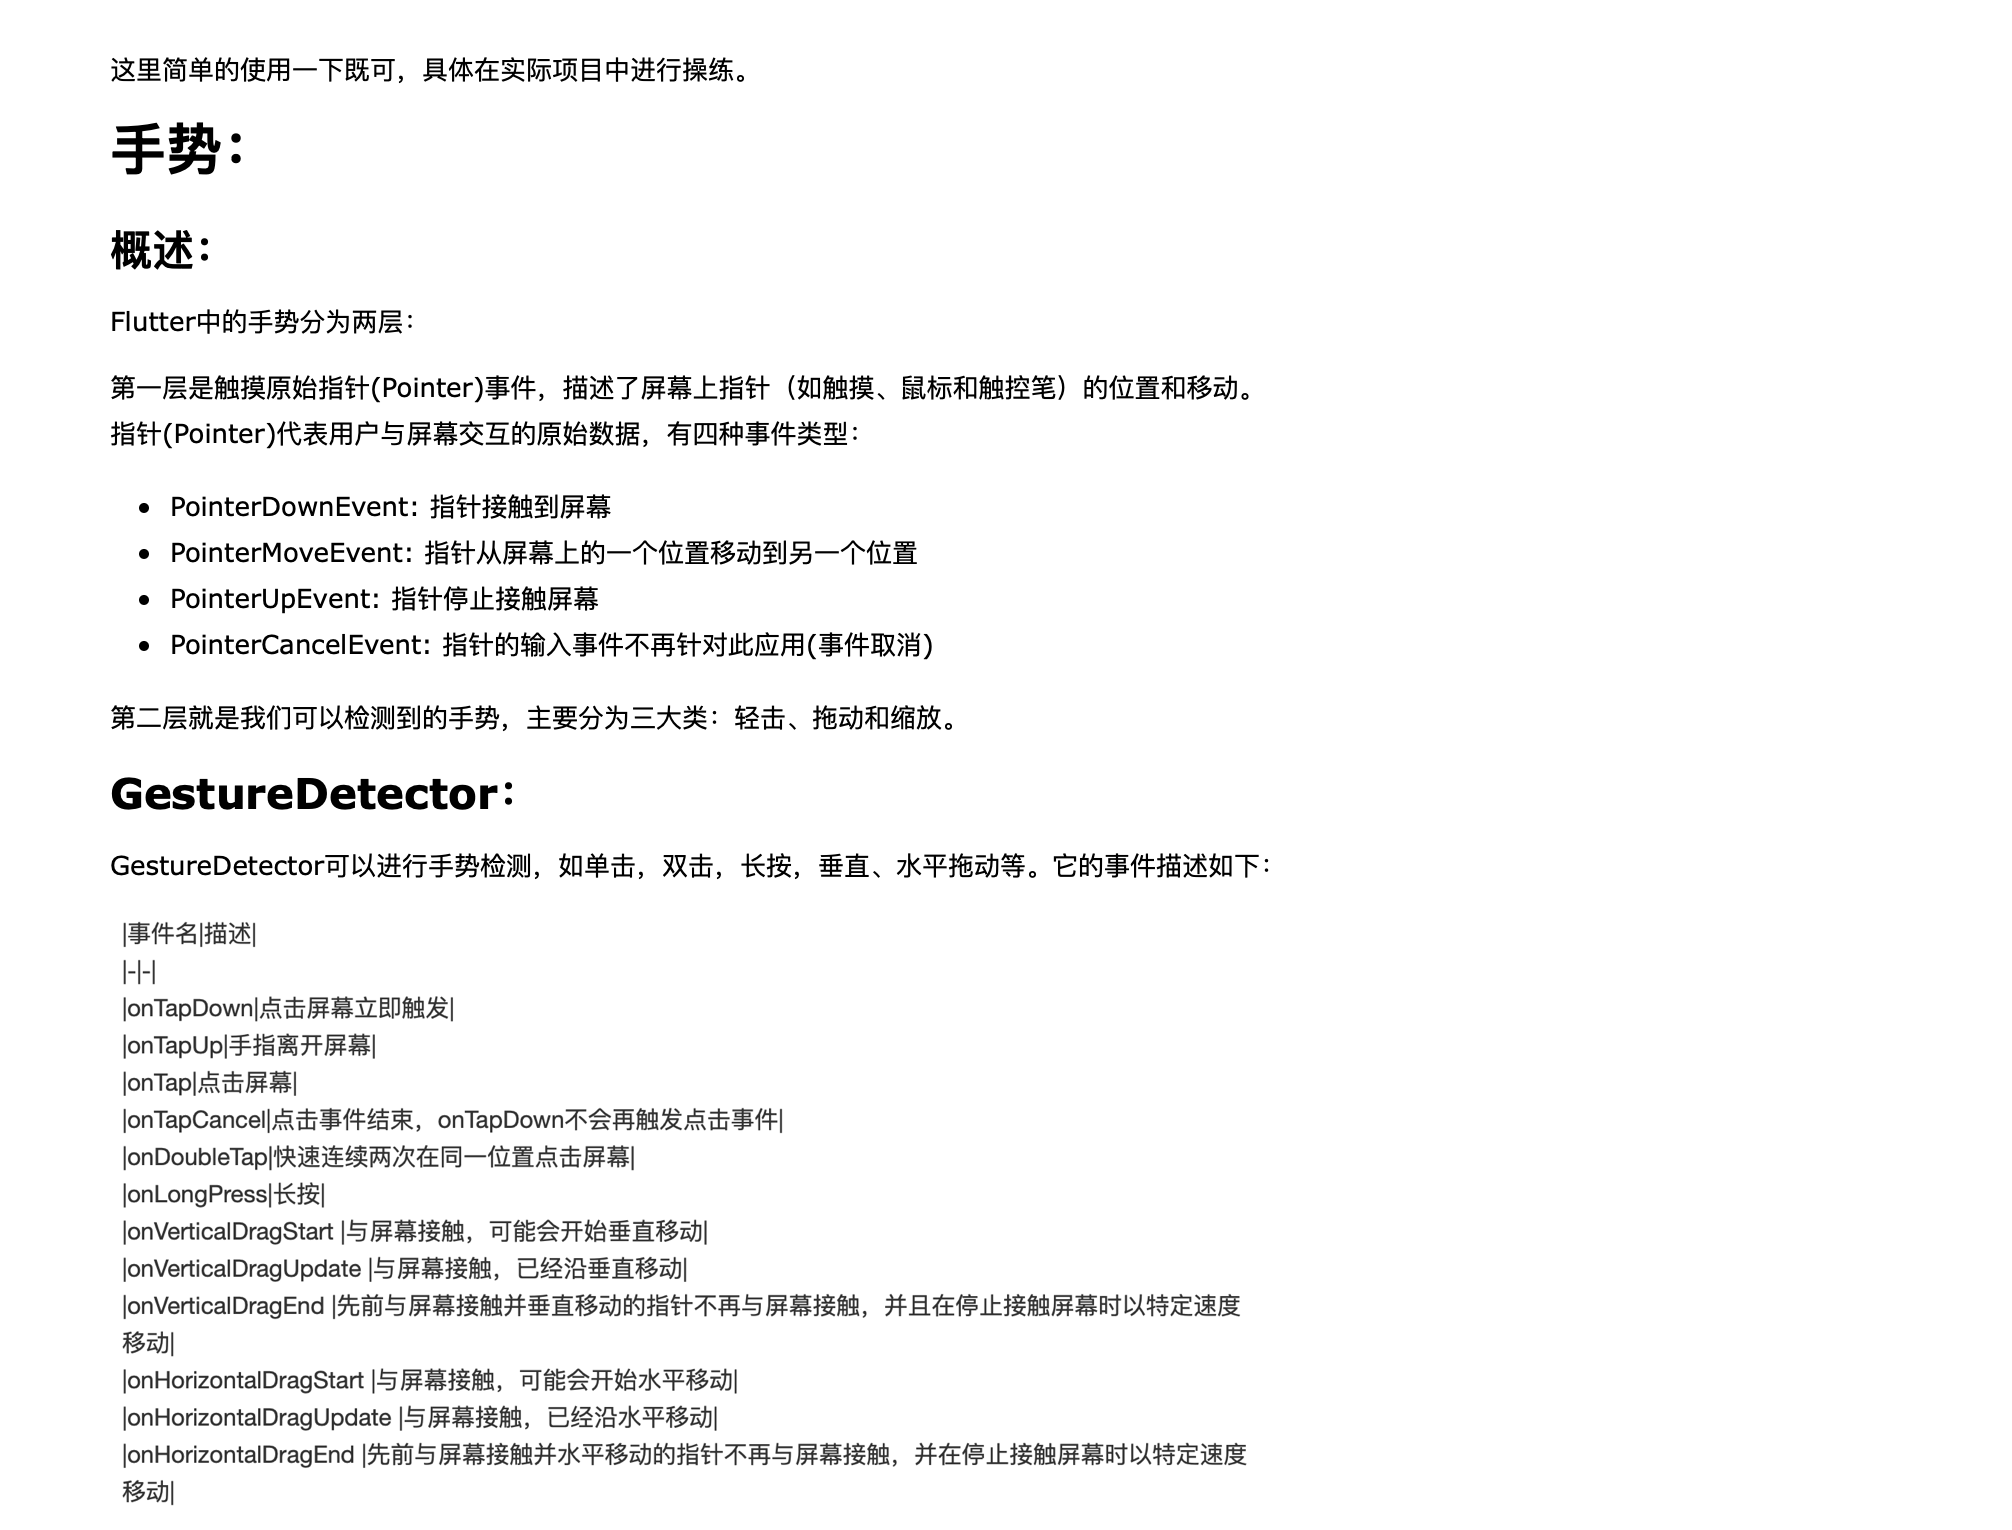 这里简单的使用一下既可，具体在实际项目中进行操练。
手势：
概述：
Flutter中的手势分为两层：
第一层是触摸原始指针(Pointer)事件，描述了屏幕上指针（如触摸、鼠标和触控笔）的位置和移动。
指针(Pointer)代表用户与屏幕交互的原始数据，有四种事件类型：
• PointerDownEvent: 指针接触到屏幕
• PointerMoveEvent: 指针从屏幕上的一个位置移动到另一个位置
• PointerUpEvent: 指针停止接触屏幕
• PointerCancelEvent: 指针的输入事件不再针对此应用(事件取消)
第二层就是我们可以检测到的手势，主要分为三大类：轻击、拖动和缩放。
GestureDetector：
GestureDetector可以进行手势检测，如单击，双击，长按，垂直、水平拖动等。它的事件描述如下：
|事件名|描述|
|-|-|
|onTapDown|点击屏幕立即触发|
|onTapUp|手指离开屏幕|
|onTap|点击屏幕|
|onTapCancel|点击事件结束，onTapDown不会再触发点击事件|
|onDoubleTap|快速连续两次在同一位置点击屏幕|
|onLongPress|长按|
|onVerticalDragStart |与屏幕接触，可能会开始垂直移动|
|onVerticalDragUpdate |与屏幕接触，已经沿垂直移动|
|onVerticalDragEnd |先前与屏幕接触并垂直移动的指针不再与屏幕接触，并且在停止接触屏幕时以特定速度
移动|
|onHorizontalDragStart |与屏幕接触，可能会开始水平移动|
|onHorizontalDragUpdate |与屏幕接触，已经沿水平移动|
|onHorizontalDragEnd |先前与屏幕接触并水平移动的指针不再与屏幕接触，并在停止接触屏幕时以特定速度
移动|